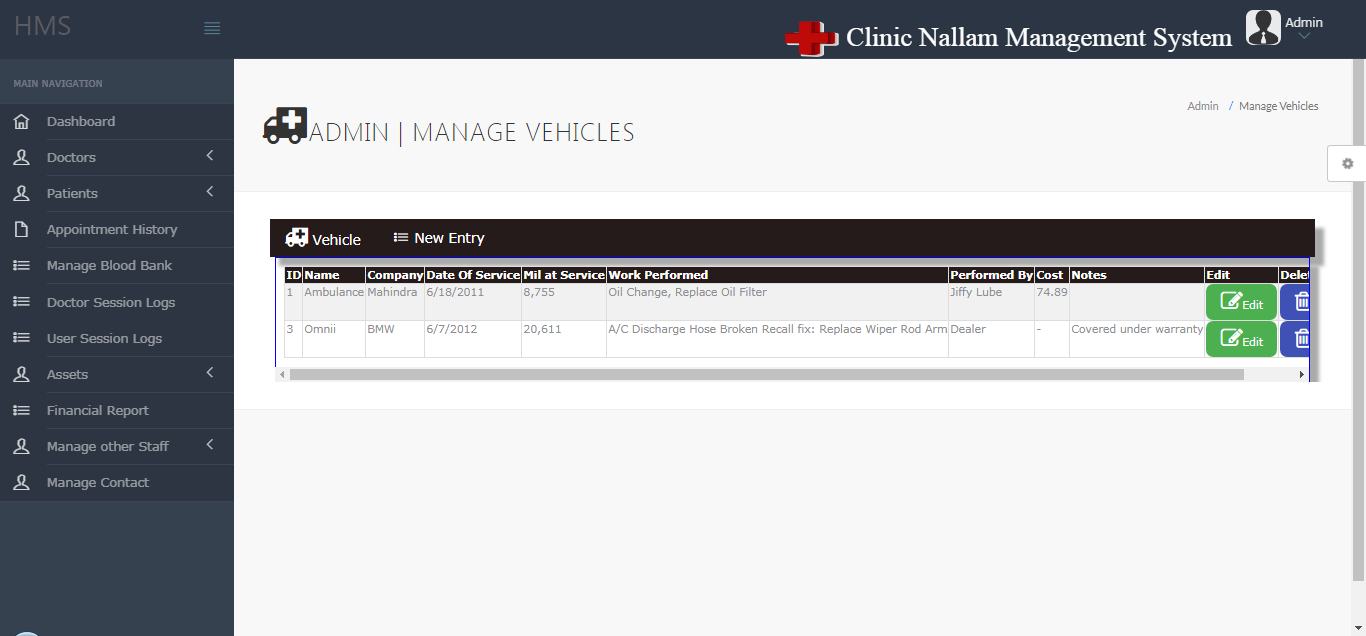 HMS
Clinic Nallam Management System
Admin
MAIN NAVIGATION
Dashboard
Doctors
Patients
Appointment History
Manage Blood Bank
Doctor Session Logs
User Session Logs
Assets
Financial Report
Manage other Staff
Manage Contact
ADMIN | MANAGE VEHICLES
Admin / Manage Vehicles
Vehicle New Entry
ID Name Company Date Of Service Mil at Service Work Performed Performed By Cost Notes Edit Delet
1 Ambulance Mahindra 6/18/2011 8,755 Oil Change, Replace Oil Filter Jiffy Lube 74.89 Edit
3 Omnii BMW 6/7/2012 20,611 A/C Discharge Hose Broken Recall fix: Replace Wiper Rod Arm Dealer - Covered under warranty Edit